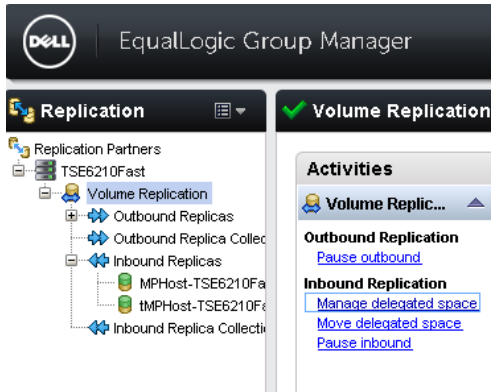 DELL
EqualLogic Group Manager
Replication
Volume Replication
Replication Partners
TSE6210Fast
Volume Replication
Outbound Replicas
Outbound Replica Collec
Inbound Replicas
MPHost-TSE6210Fa
tMPHost-TSE6210Fa
Inbound Replica Collecti
Activities
Volume Replic...
Outbound Replication
Pause outbound
Inbound Replication
Manage delegated space
Move delegated space
Pause inbound